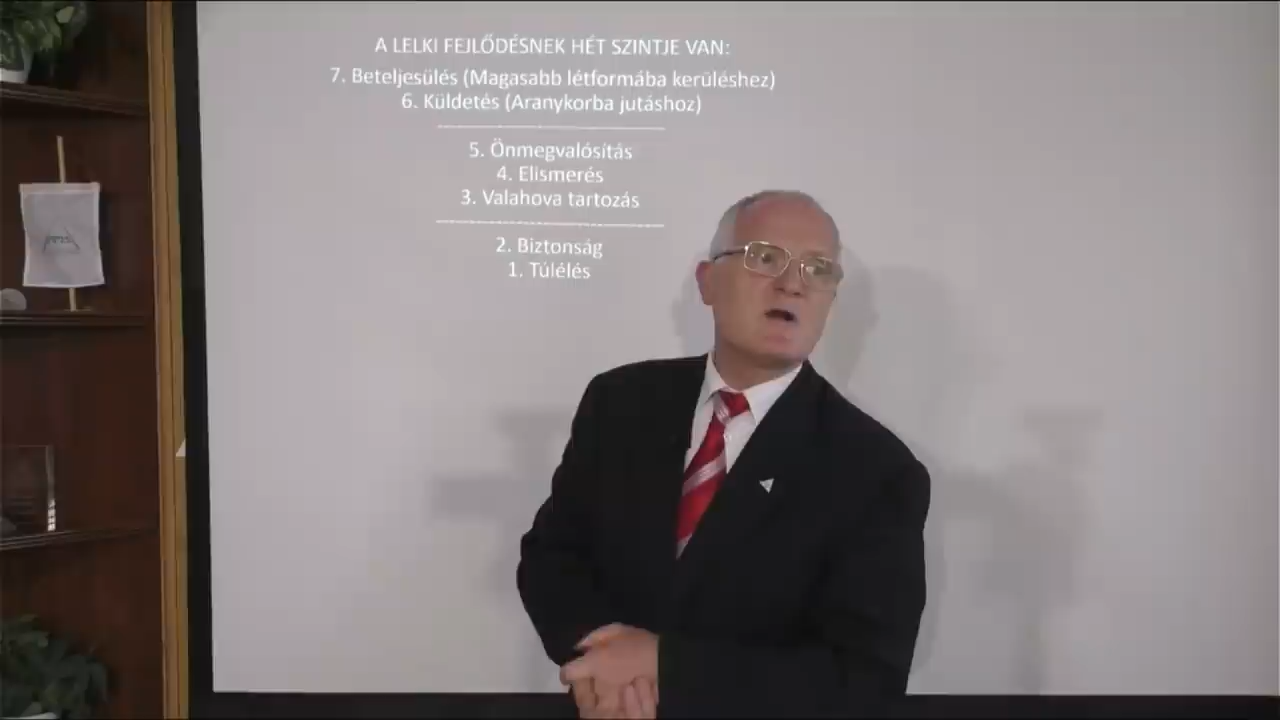 A LELKI FEJLŐDÉSNEK HÉT SZINTJE VAN:
7. Beteljesülés (Magasabb létformába kerüléshez)
6. Küldetés (Aranykorba jutáshoz)
5. Önmegvalósítás
4. Elismerés
3. Valahova tartozás
2. Biztonság
1. Túlélés